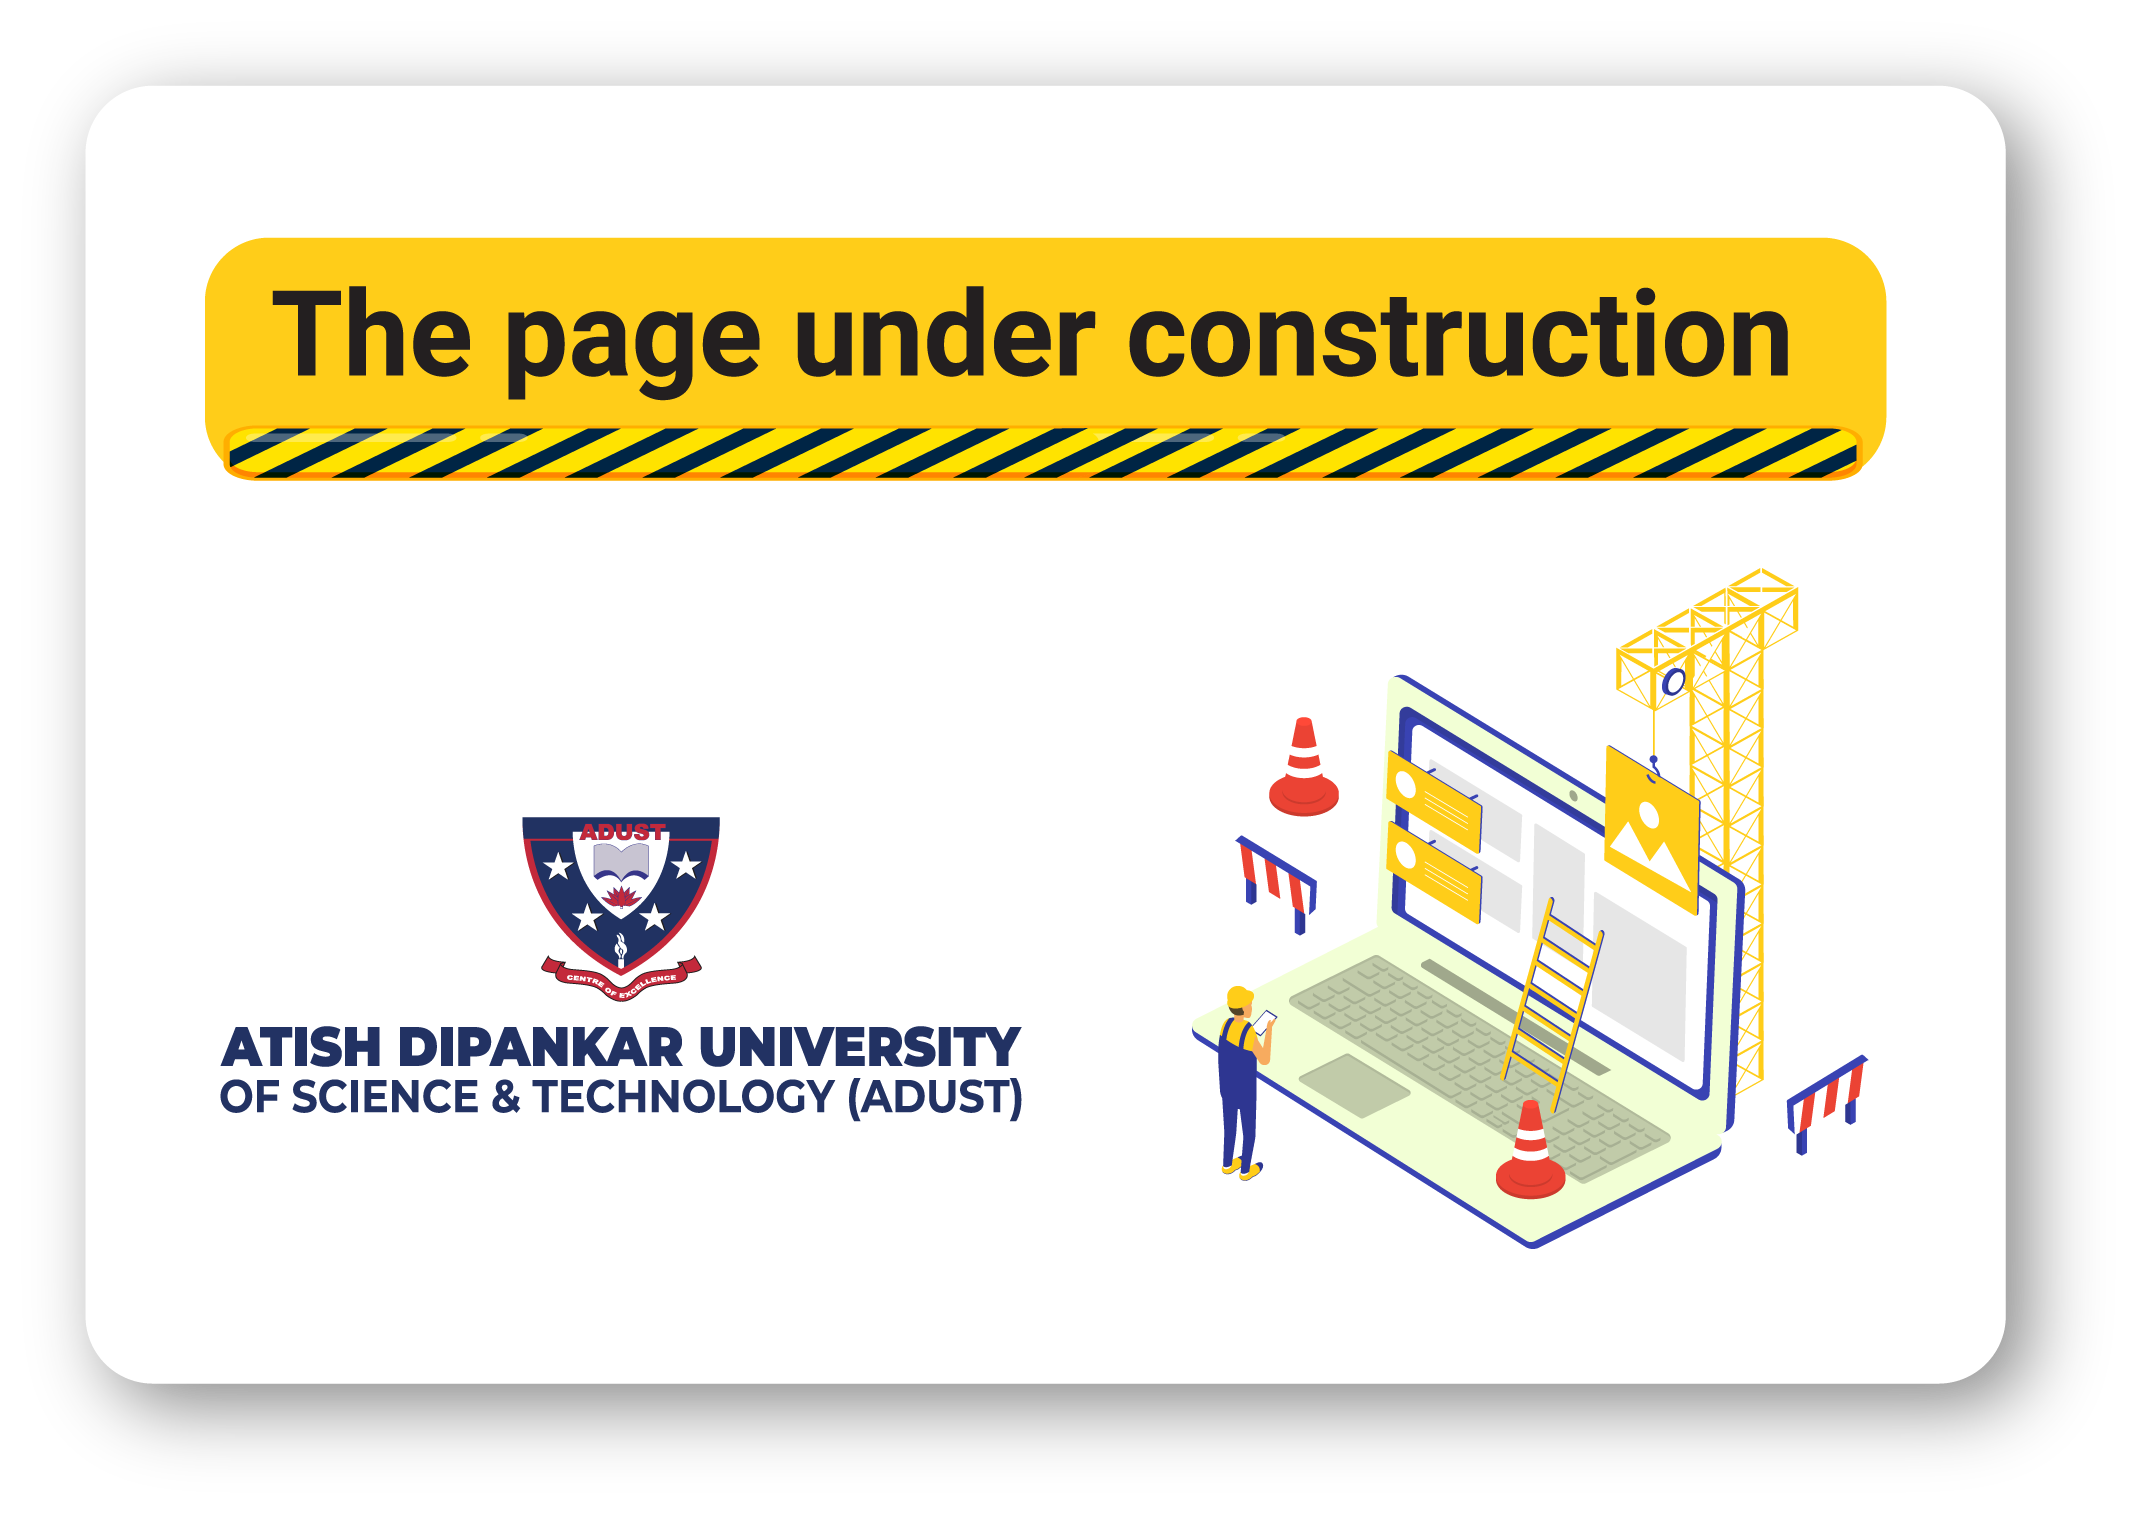 The page under construction
ADUST
CENTRE OF EXCELLENCE
ATISH DIPANKAR UNIVERSITY
OF SCIENCE & TECHNOLOGY (ADUST)